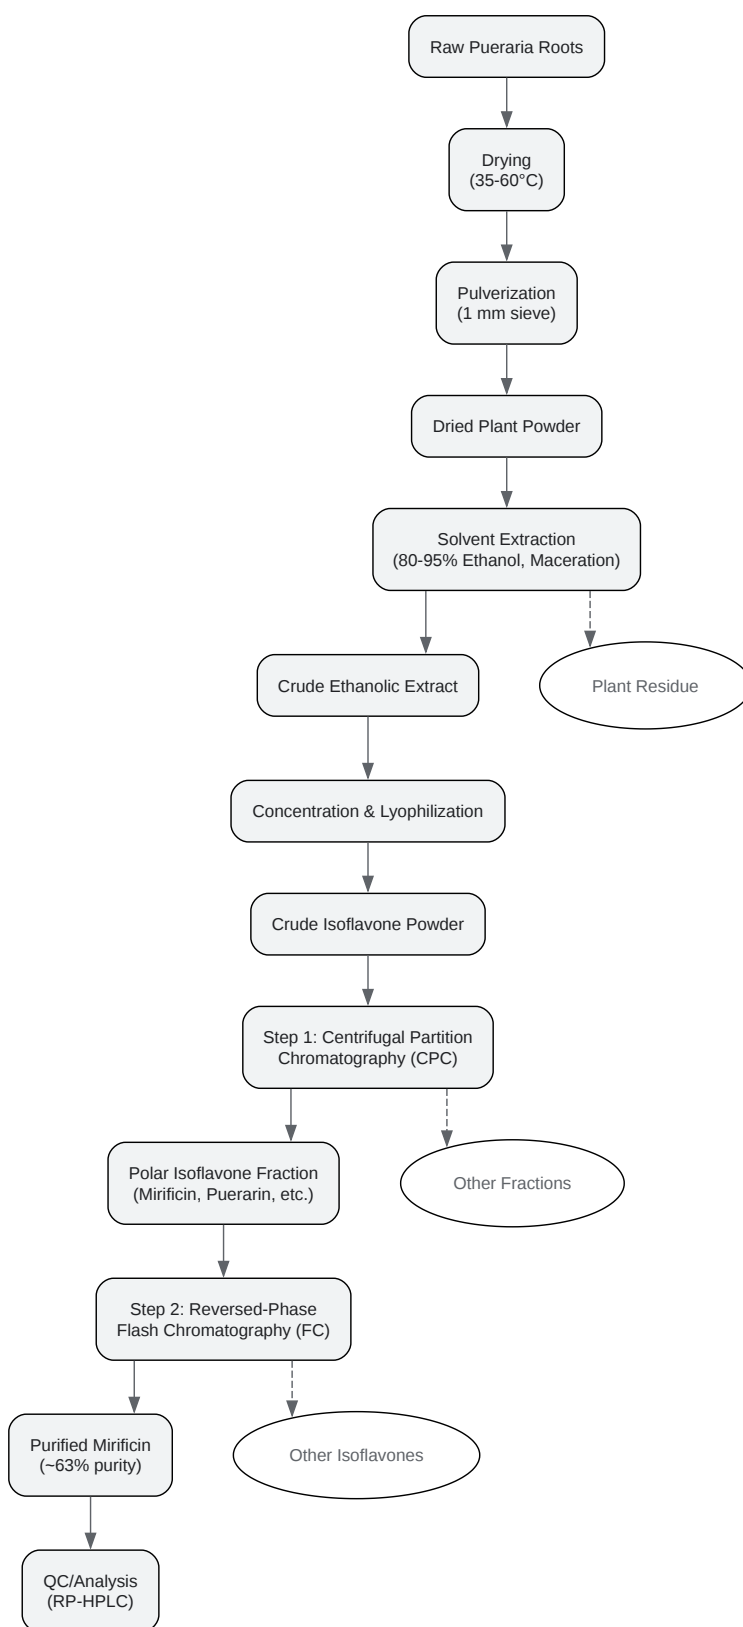 Raw Pueraria Roots
Drying
(35-60°C)
Pulverization
(1 mm sieve)
Dried Plant Powder
Solvent Extraction
(80-95% Ethanol, Maceration)
Crude Ethanolic Extract
Plant Residue
Concentration & Lyophilization
Crude Isoflavone Powder
Step 1: Centrifugal Partition
Chromatography (CPC)
Polar Isoflavone Fraction
(Mirificin, Puerarin, etc.)
Other Fractions
Step 2: Reversed-Phase
Flash Chromatography (FC)
Purified Mirificin
(~63% purity)
Other Isoflavones
QC/Analysis
(RP-HPLC)